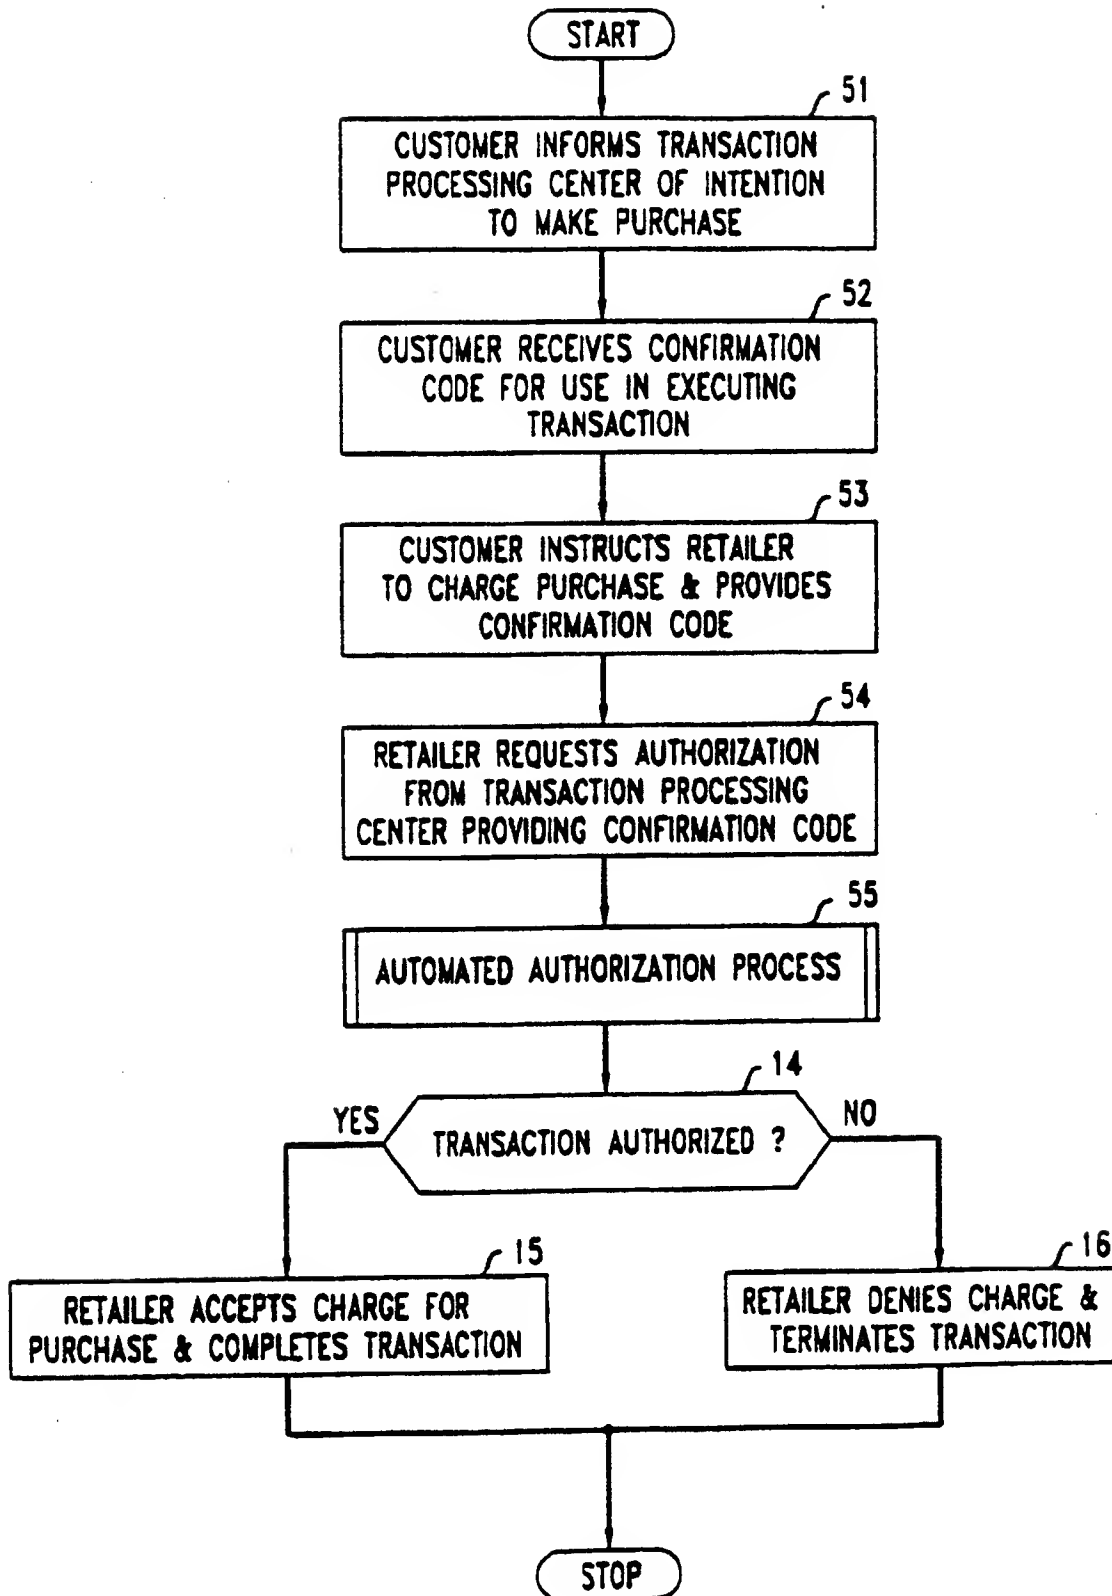 START
51
CUSTOMER INFORMS TRANSACTION
PROCESSING CENTER OF INTENTION
TO MAKE PURCHASE
52
CUSTOMER RECEIVES CONFIRMATION
CODE FOR USE IN EXECUTING
TRANSACTION
53
CUSTOMER INSTRUCTS RETAILER
TO CHARGE PURCHASE & PROVIDES
CONFIRMATION CODE
54
RETAILER REQUESTS AUTHORIZATION
FROM TRANSACTION PROCESSING
CENTER PROVIDING CONFIRMATION CODE
55
AUTOMATED AUTHORIZATION PROCESS
14
YES
TRANSACTION AUTHORIZED ?
NO
15
RETAILER ACCEPTS CHARGE FOR
PURCHASE & COMPLETES TRANSACTION
16
RETAILER DENIES CHARGE &
TERMINATES TRANSACTION
STOP